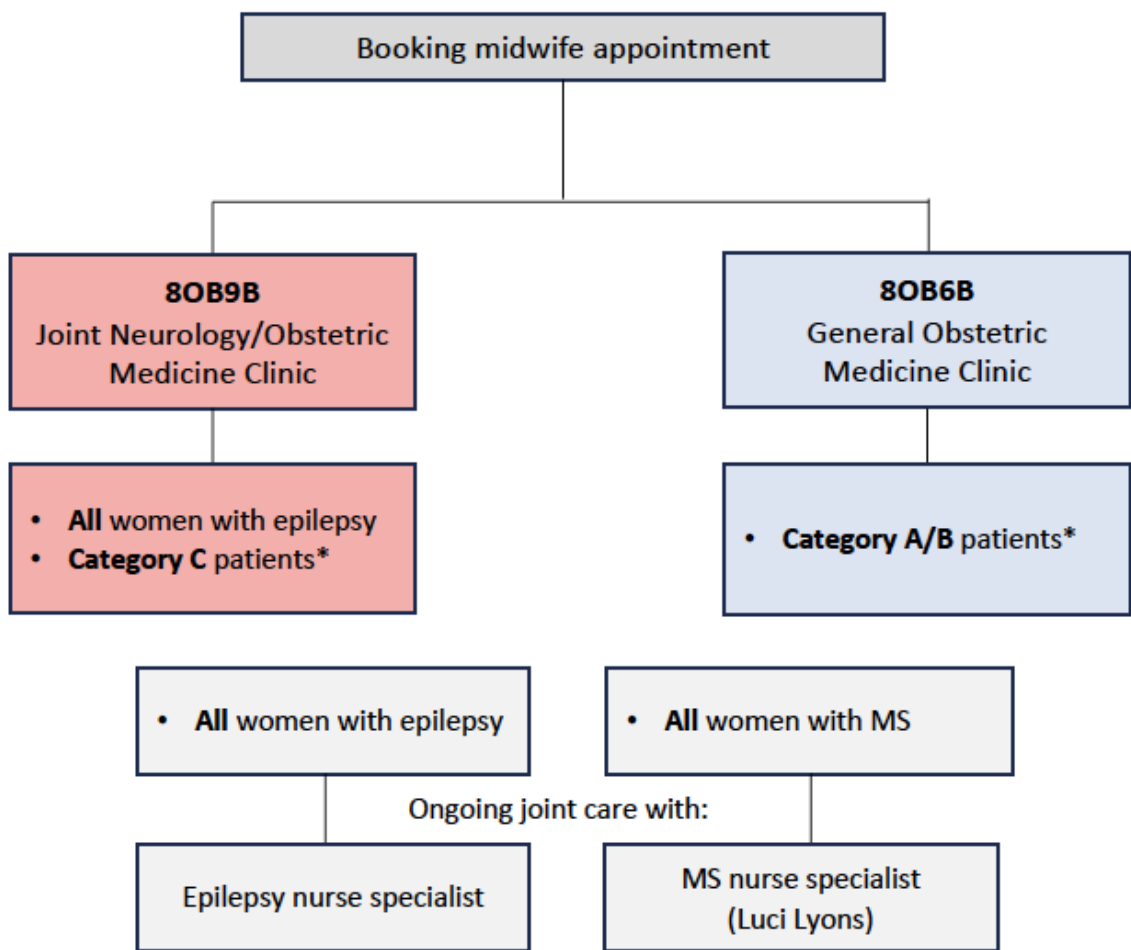 Booking midwife appointment
8OB9B
Joint Neurology/Obstetric
Medicine Clinic
8OB6B
General Obstetric
Medicine Clinic
• All women with epilepsy
• Category C patients*
• Category A/B patients*
• All women with epilepsy
• All women with MS
Ongoing joint care with:
Epilepsy nurse specialist
MS nurse specialist
(Luci Lyons)